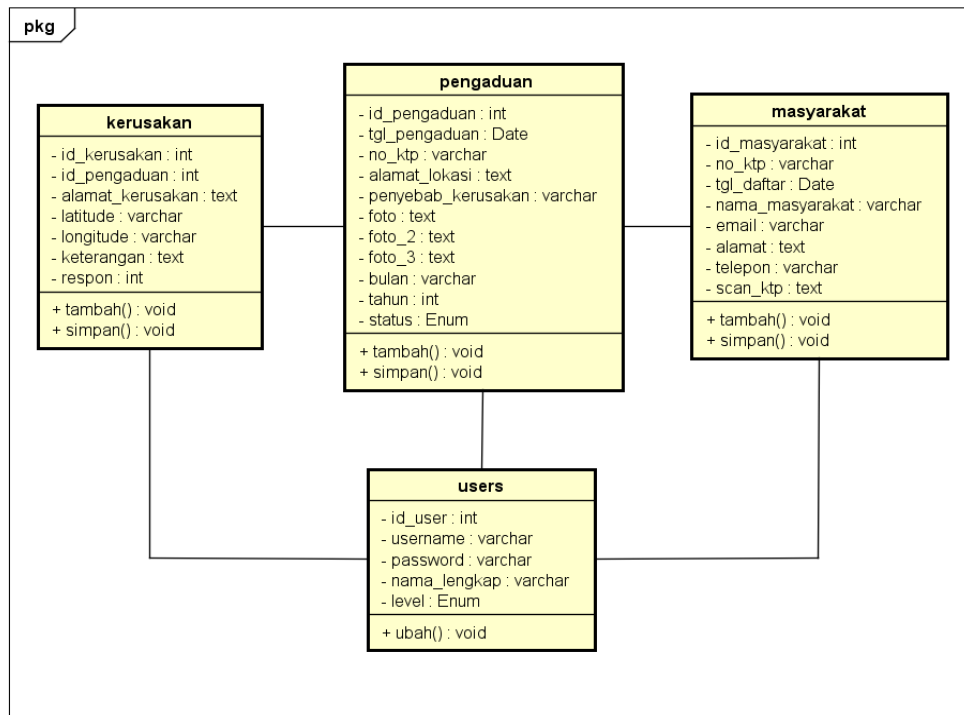 pkg
kerusakan
- id_kerusakan : int
- id_pengaduan : int
- alamat_kerusakan : text
- latitude : varchar
- longitude : varchar
- keterangan : text
- respon : int
+ tambah() : void
+ simpan() : void
pengaduan
- id_pengaduan : int
- tgl_pengaduan : Date
- no_ktp : varchar
- alamat_lokasi : text
- penyebab_kerusakan : varchar
- foto : text
- foto_2 : text
- foto_3 : text
- bulan : varchar
- tahun : int
- status : Enum
+ tambah() : void
+ simpan() : void
masyarakat
- id_masyarakat : int
- no_ktp : varchar
- tgl_daftar : Date
- nama_masyarakat : varchar
- email : varchar
- alamat : text
- telepon : varchar
- scan_ktp : text
+ tambah() : void
+ simpan() : void
users
- id_user : int
- username : varchar
- password : varchar
- nama_lengkap : varchar
- level : Enum
+ ubah() : void